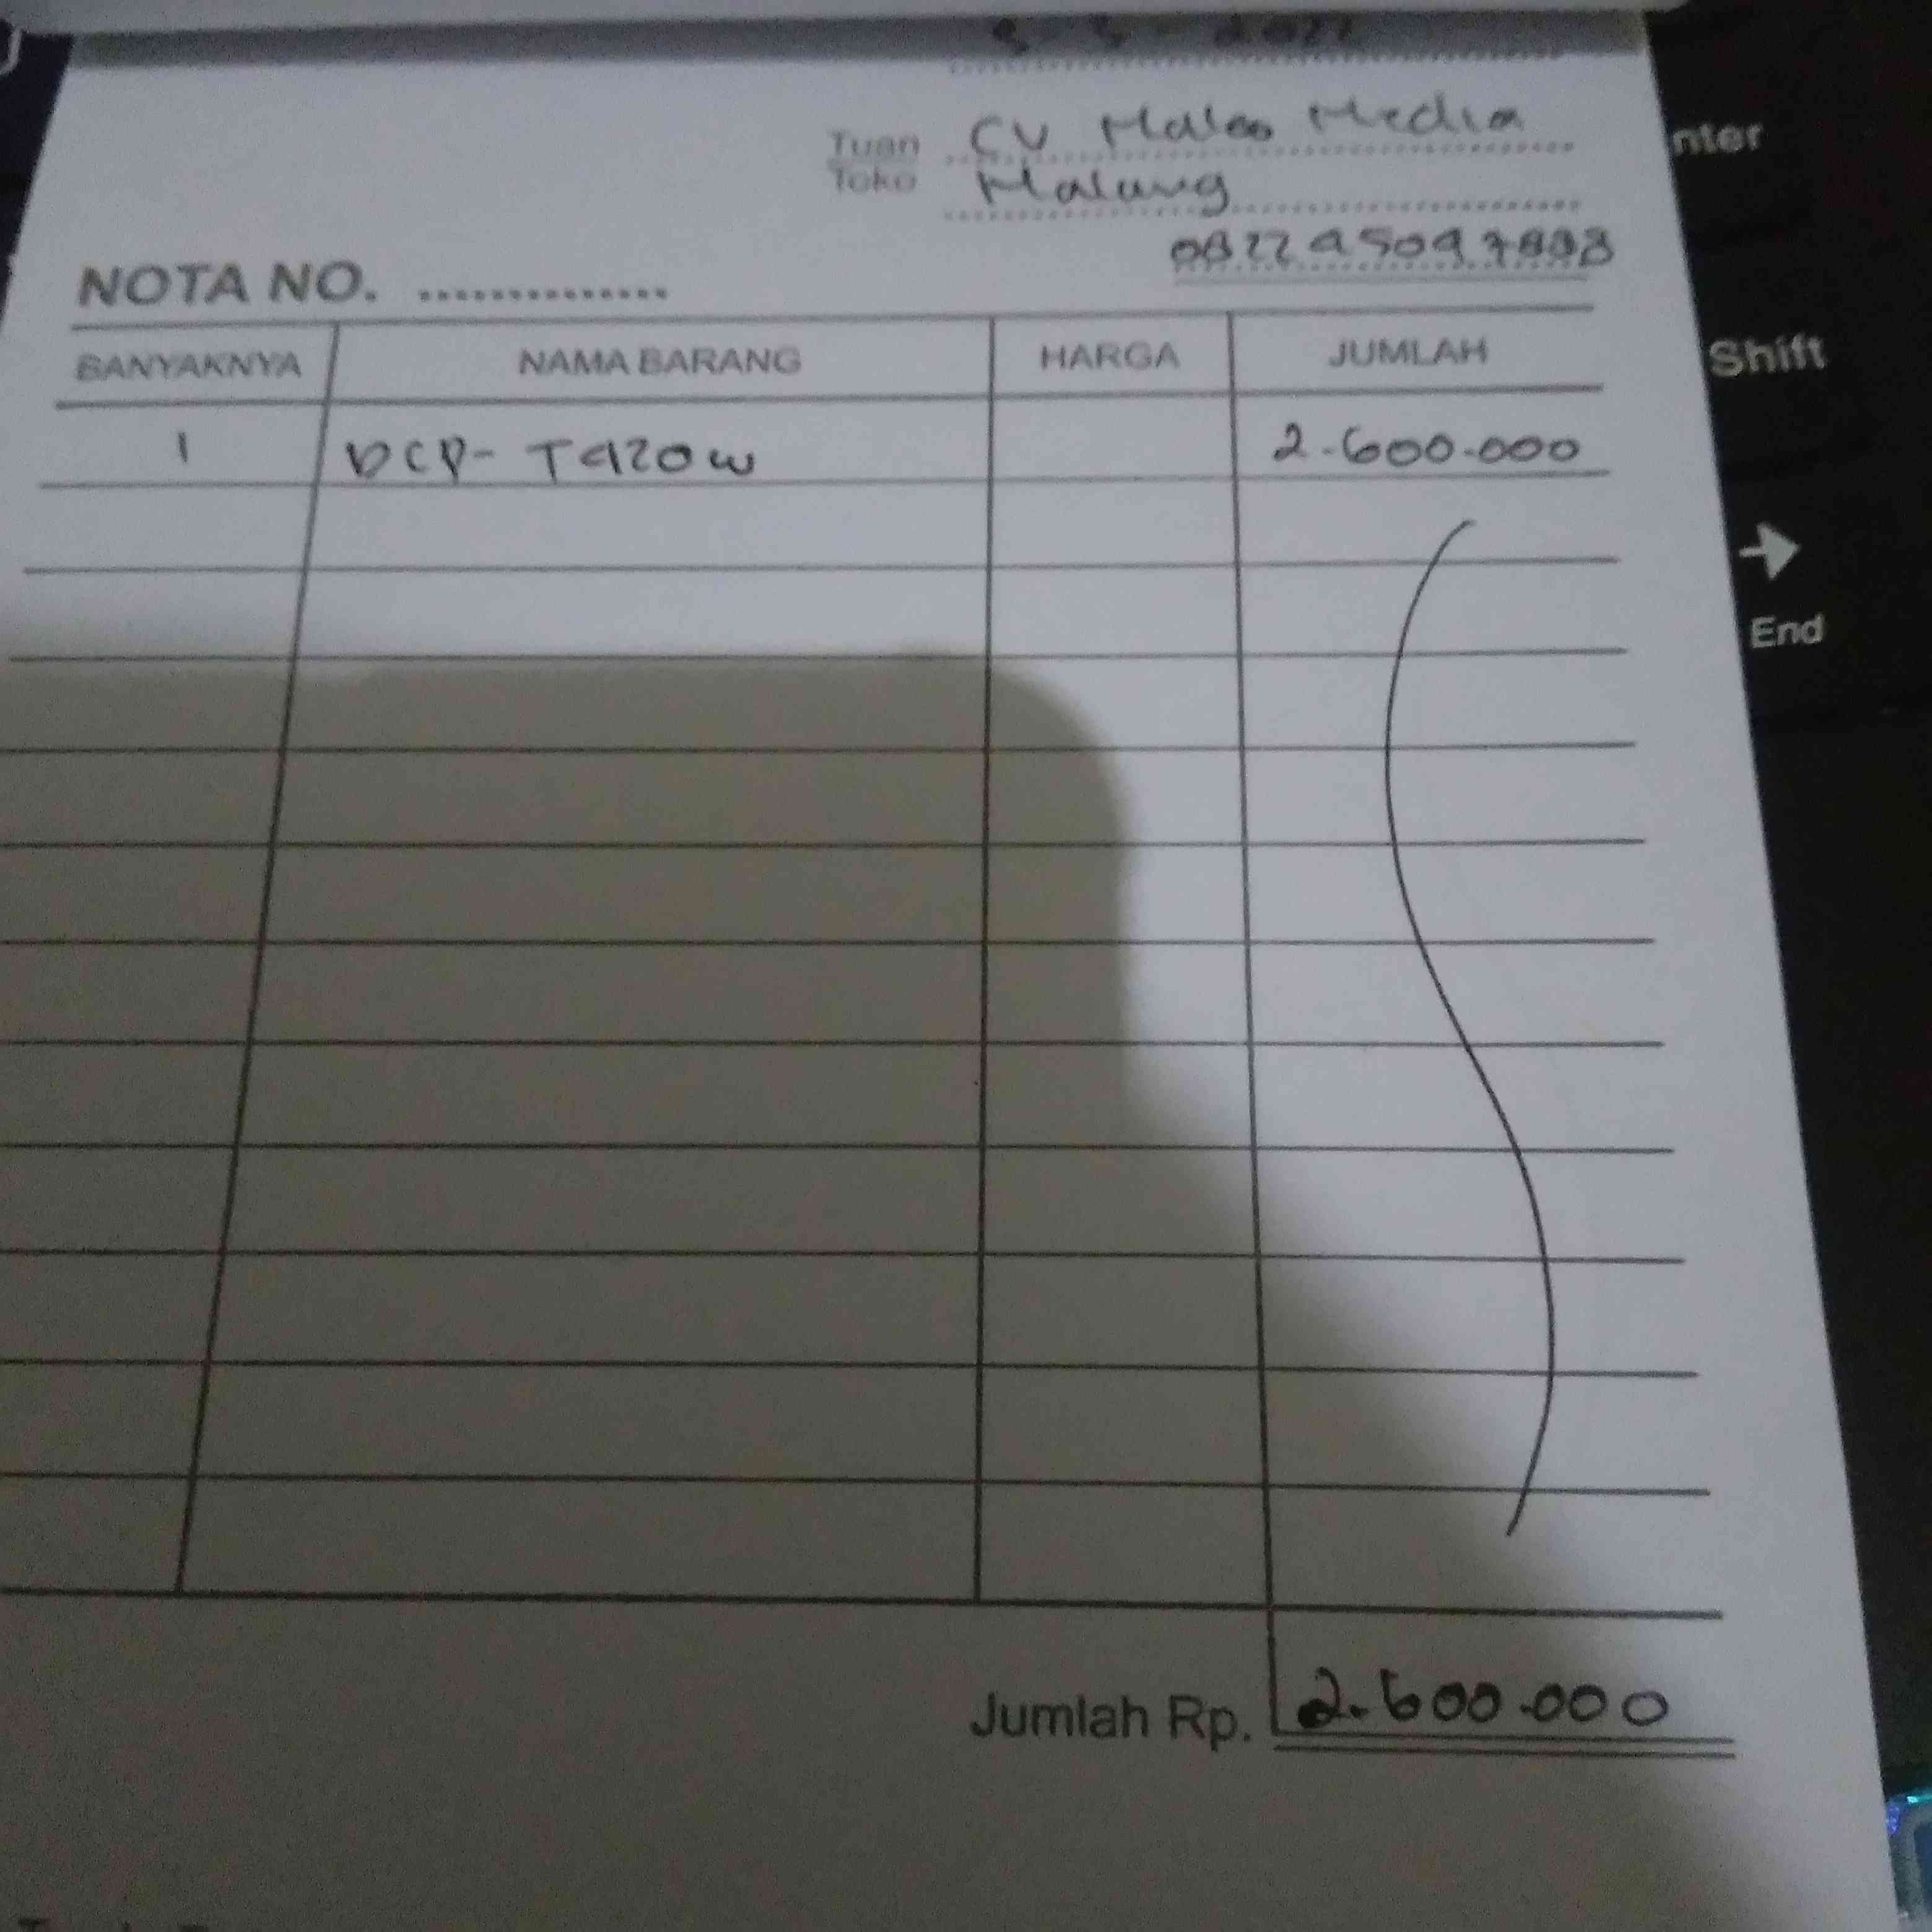 Tuan CV Maleo Media
Toko Malang
NOTA NO. ..............
BANYAKNYA NAMA BARANG HARGA JUMLAH
1 DCP- T420W 2.600.000
Jumlah Rp. 2.600.000
nter
Shift
End